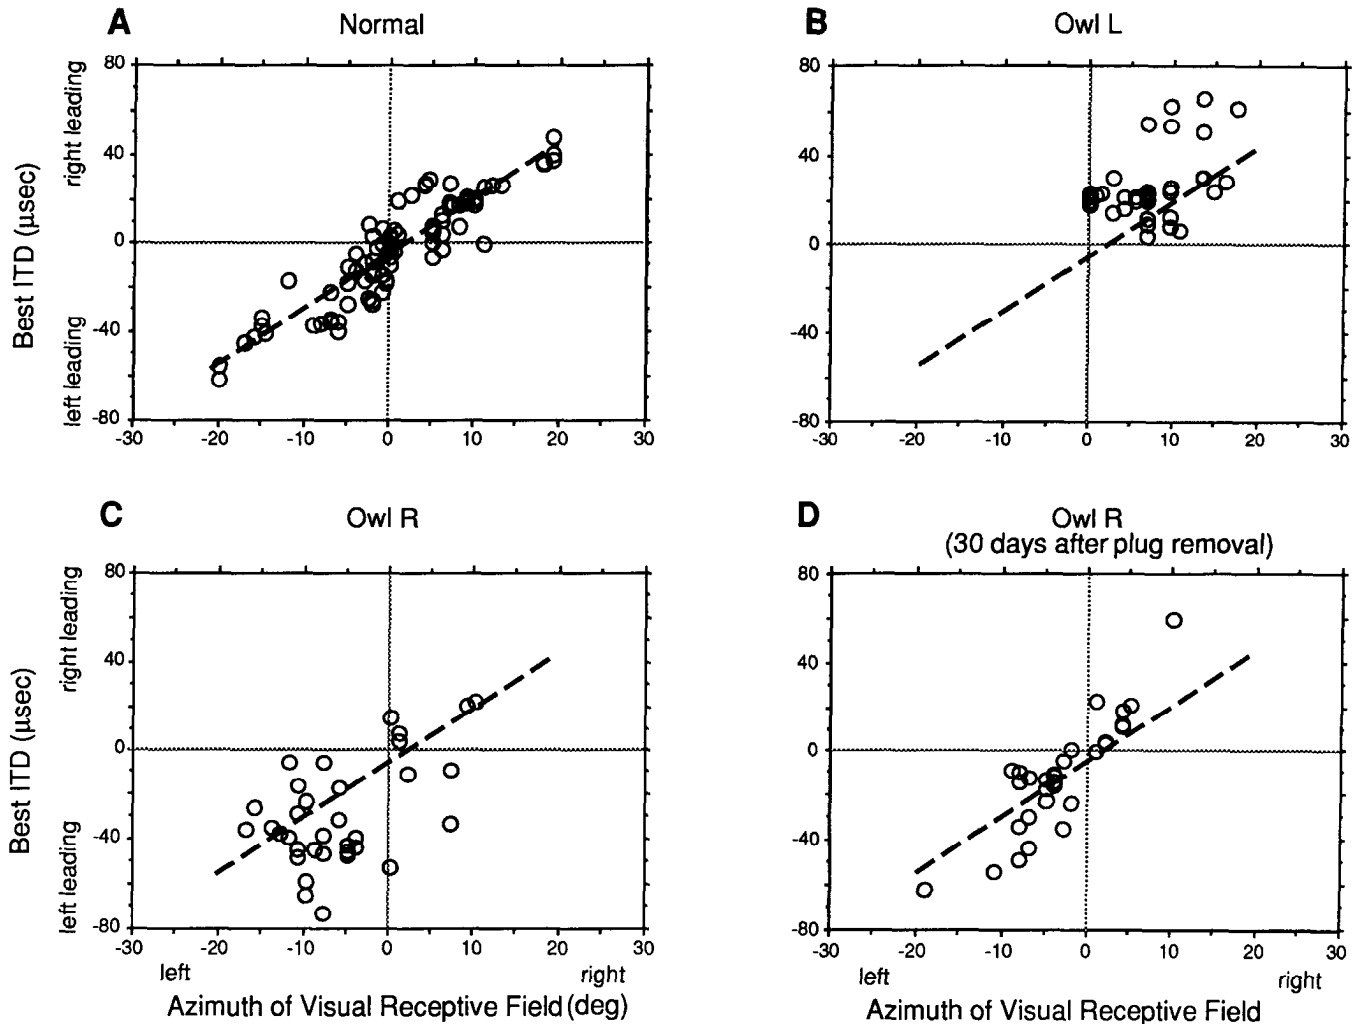 A
Normal
80
40
0
-40
-80
right leading
left leading
Best ITD (µsec)
-30 -20 -10 0 10 20 30
B
Owl L
80
40
0
-40
-80
-30 -20 -10 0 10 20 30
C
Owl R
80
40
0
-40
-80
right leading
left leading
Best ITD (µsec)
-30 -20 -10 0 10 20 30
left right
Azimuth of Visual Receptive Field (deg)
D
Owl R
(30 days after plug removal)
80
40
0
-40
-80
-30 -20 -10 0 10 20 30
left right
Azimuth of Visual Receptive Field